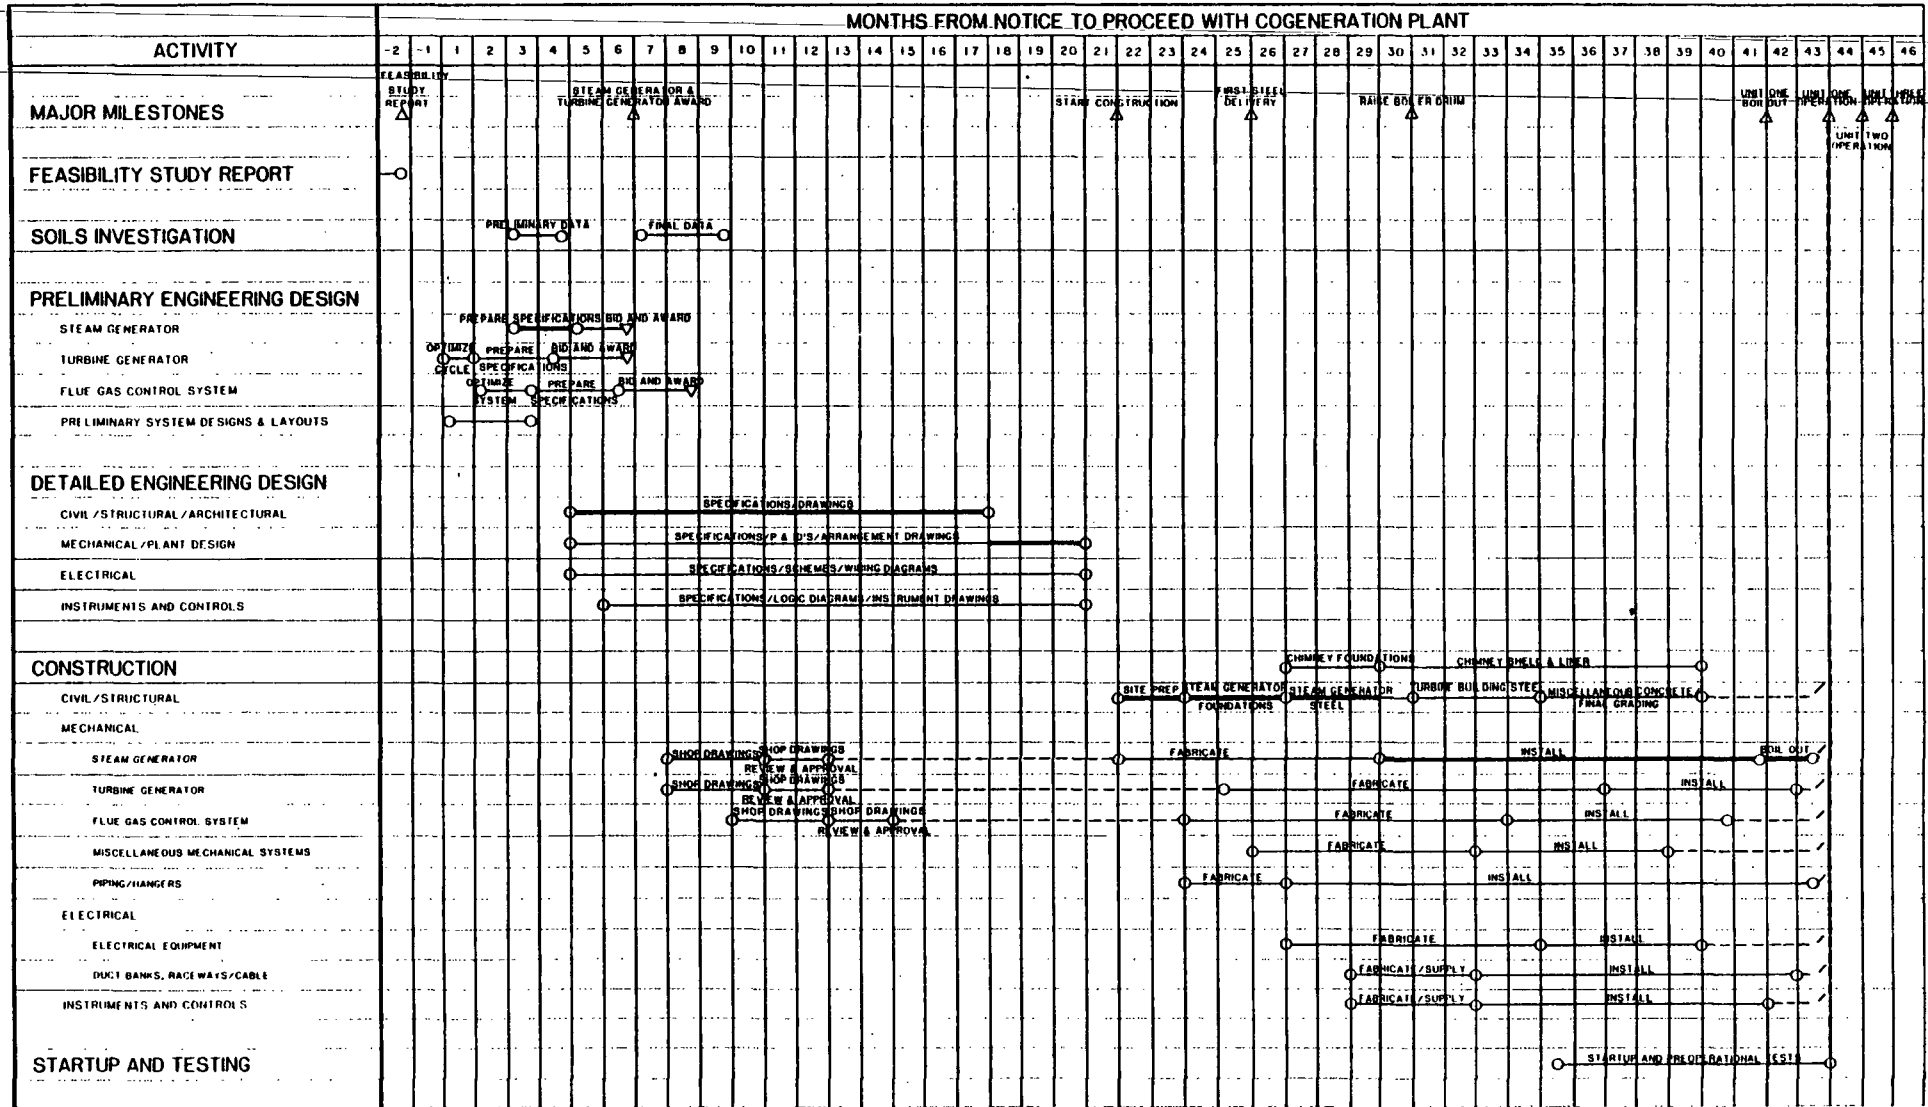 MONTHS FROM NOTICE TO PROCEED WITH COGENERATION PLANT
ACTIVITY
-2 -1 1 2 3 4 5 6 7 8 9 10 11 12 13 14 15 16 17 18 19 20 21 22 23 24 25 26 27 28 29 30 31 32 33 34 35 36 37 38 39 40 41 42 43 44 45 46
MAJOR MILESTONES
FEASIBILITY
STUDY
REPORT
STEAM GENERATOR &
TURBINE GENERATOR AWARD
START CONSTRUCTION
FIRST STEEL
DELIVERY
RAISE BOILER DRUM
UNIT ONE
BOIL OUT
UNIT ONE
OPERATION
UNIT TWO
OPERATION
UNIT THREE
OPERATION
FEASIBILITY STUDY REPORT
SOILS INVESTIGATION
PRELIMINARY DATA
FINAL DATA
PRELIMINARY ENGINEERING DESIGN
STEAM GENERATOR
PREPARE SPECIFICATIONS
BID AND AWARD
TURBINE GENERATOR
OPTIMIZE
CYCLE
PREPARE
SPECIFICATIONS
BID AND AWARD
FLUE GAS CONTROL SYSTEM
OPTIMIZE
SYSTEM
PREPARE
SPECIFICATIONS
BID AND AWARD
PRELIMINARY SYSTEM DESIGNS & LAYOUTS
DETAILED ENGINEERING DESIGN
CIVIL/STRUCTURAL/ARCHITECTURAL
SPECIFICATIONS/DRAWINGS
MECHANICAL/PLANT DESIGN
SPECIFICATIONS/P & ID'S/ARRANGEMENT DRAWINGS
ELECTRICAL
SPECIFICATIONS/SCHEMES/WIRING DIAGRAMS
INSTRUMENTS AND CONTROLS
SPECIFICATIONS/LOGIC DIAGRAMS/INSTRUMENT DRAWINGS
CONSTRUCTION
CHIMNEY FOUNDATIONS
CHIMNEY SHELL & LINER
CIVIL/STRUCTURAL
SITE PREP
STEAM GENERATOR
FOUNDATIONS
STEAM GENERATOR
STEEL
TURBINE BUILDING STEEL
MISCELLANEOUS CONCRETE/
FINAL GRADING
MECHANICAL
STEAM GENERATOR
SHOP DRAWINGS
SHOP DRAWINGS
REVIEW & APPROVAL
FABRICATE
INSTALL
BOIL OUT
TURBINE GENERATOR
SHOP DRAWINGS
SHOP DRAWINGS
REVIEW & APPROVAL
FABRICATE
INSTALL
FLUE GAS CONTROL SYSTEM
SHOP DRAWINGS
SHOP DRAWINGS
REVIEW & APPROVAL
FABRICATE
INSTALL
MISCELLANEOUS MECHANICAL SYSTEMS
FABRICATE
INSTALL
PIPING/HANGERS
FABRICATE
INSTALL
ELECTRICAL
ELECTRICAL EQUIPMENT
FABRICATE
INSTALL
DUCT BANKS, RACEWAYS/CABLE
FABRICATE/SUPPLY
INSTALL
INSTRUMENTS AND CONTROLS
FABRICATE/SUPPLY
INSTALL
STARTUP AND TESTING
STARTUP AND PREOPERATIONAL TESTS